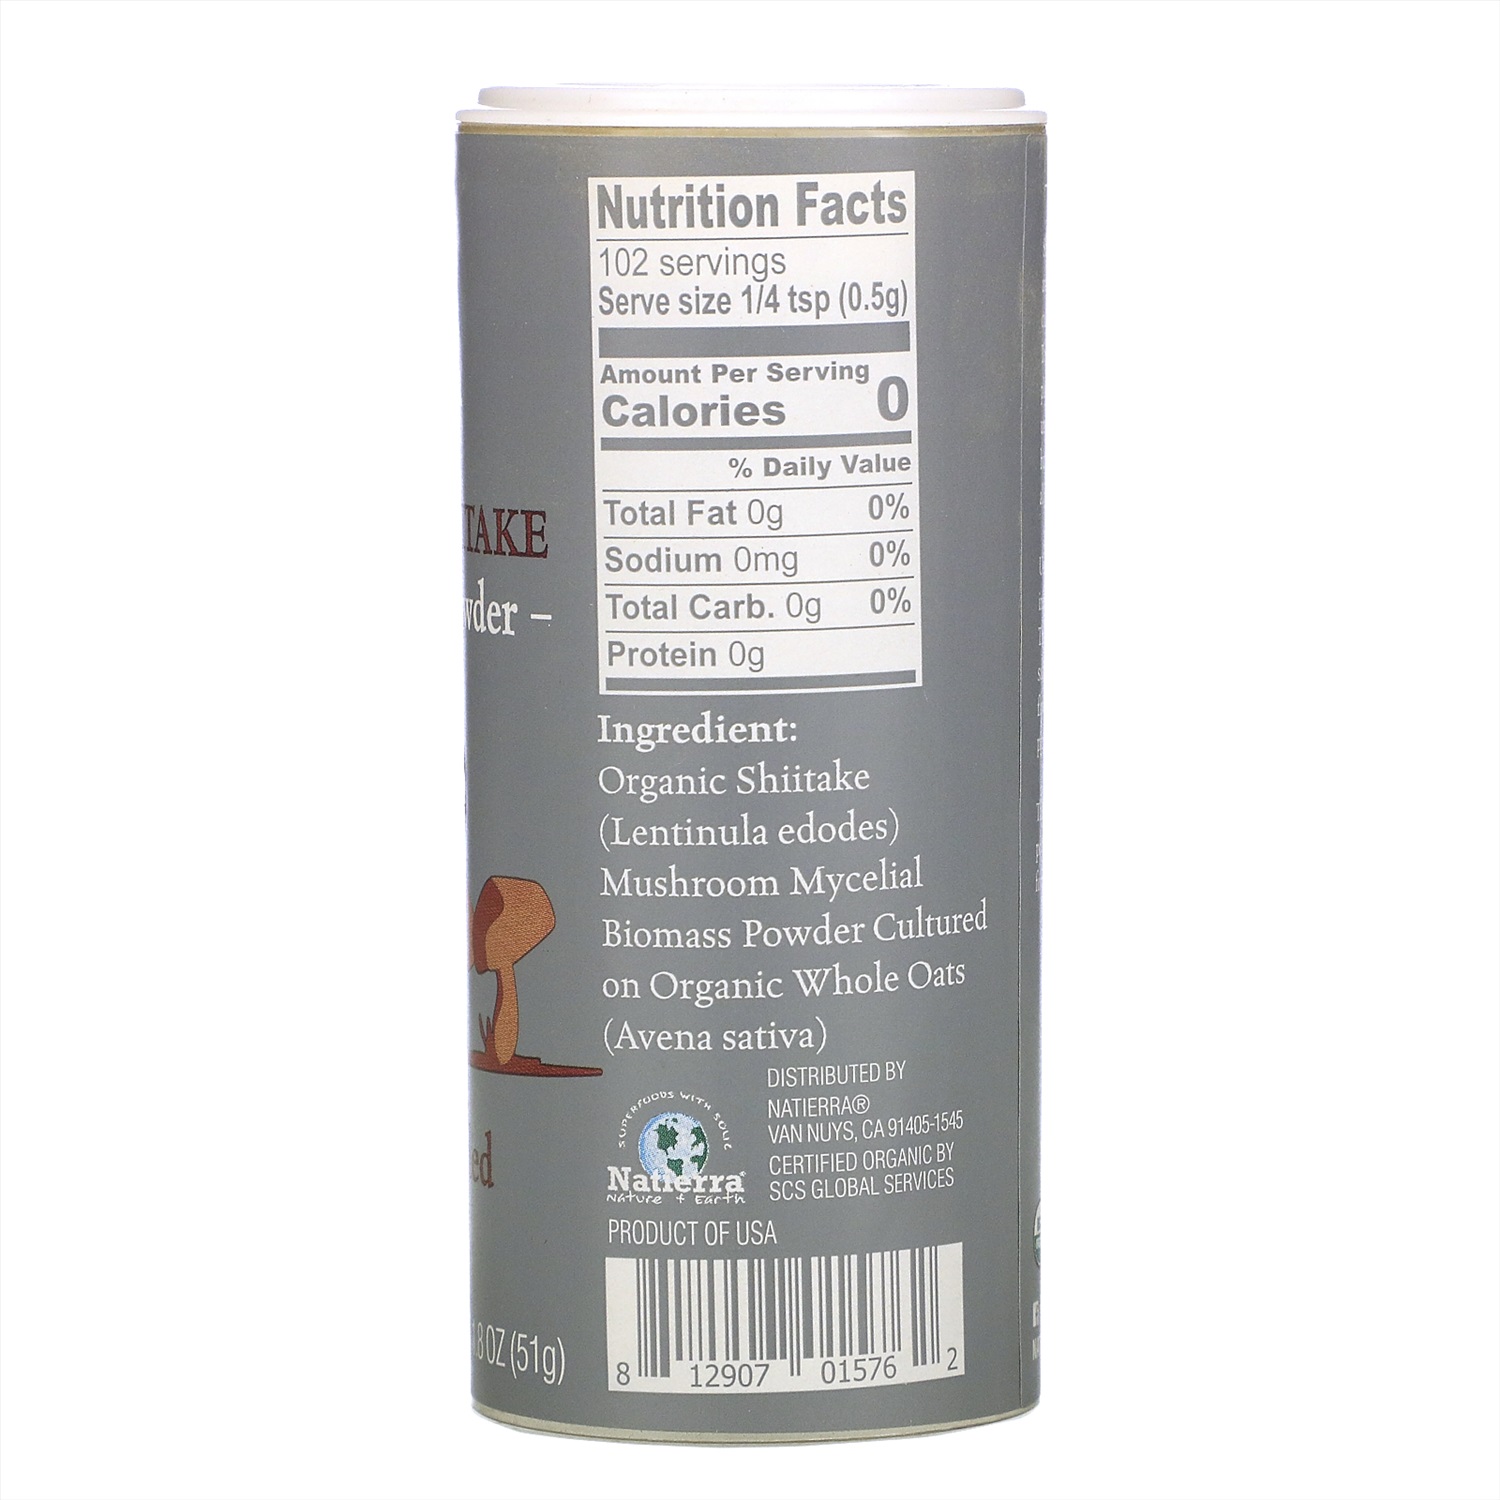 Nutrition Facts
102 servings
Serve size 1/4 tsp (0.5g)
Amount Per Serving
Calories 0
% Daily Value
Total Fat 0g 0%
Sodium 0mg 0%
Total Carb. 0g 0%
Protein 0g
TAKE
wder –
ed
.8 OZ (51g)
Ingredient:
Organic Shiitake
(Lentinula edodes)
Mushroom Mycelial
Biomass Powder Cultured
on Organic Whole Oats
(Avena sativa)
SUPERFOODS WITH SOUL
Natierra®
Nature + Earth
DISTRIBUTED BY
NATIERRA®
VAN NUYS, CA 91405-1545
CERTIFIED ORGANIC BY
SCS GLOBAL SERVICES
PRODUCT OF USA
8 12907 01576 2